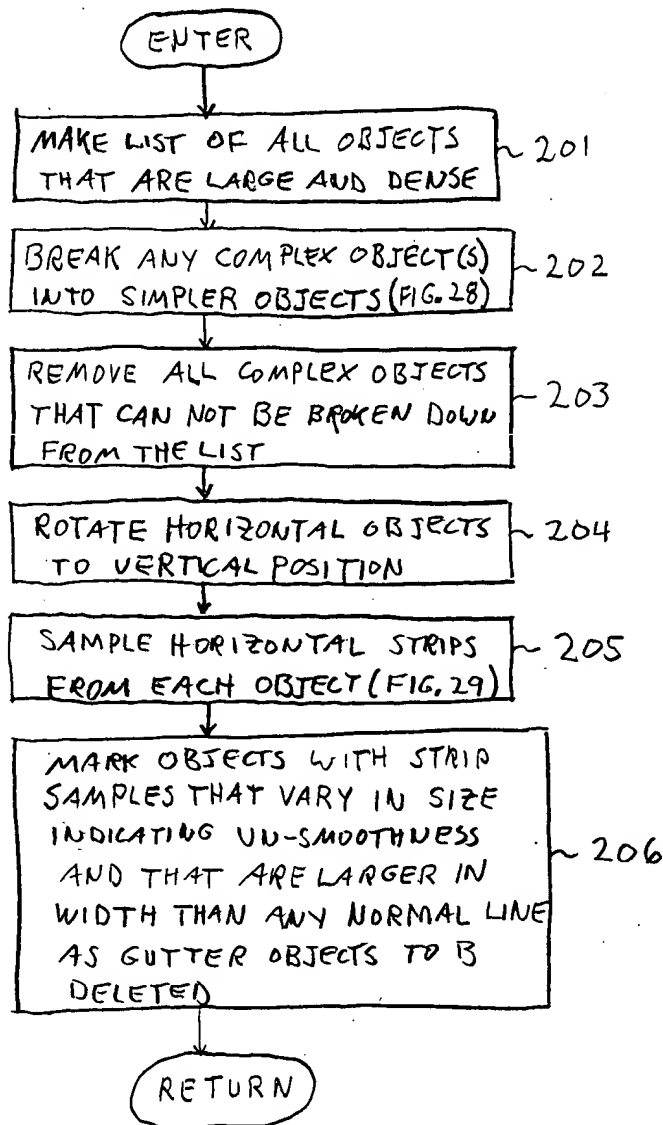 ENTER
MAKE LIST OF ALL OBJECTS
THAT ARE LARGE AND DENSE
201
BREAK ANY COMPLEX OBJECT(S)
INTO SIMPLER OBJECTS (FIG. 28)
202
REMOVE ALL COMPLEX OBJECTS
THAT CAN NOT BE BROKEN DOWN
FROM THE LIST
203
ROTATE HORIZONTAL OBJECTS
TO VERTICAL POSITION
204
SAMPLE HORIZONTAL STRIPS
FROM EACH OBJECT (FIG. 29)
205
MARK OBJECTS WITH STRIP
SAMPLES THAT VARY IN SIZE
INDICATING UN-SMOOTHNESS
AND THAT ARE LARGER IN
WIDTH THAN ANY NORMAL LINE
AS GUTTER OBJECTS TO B
DELETED
206
RETURN